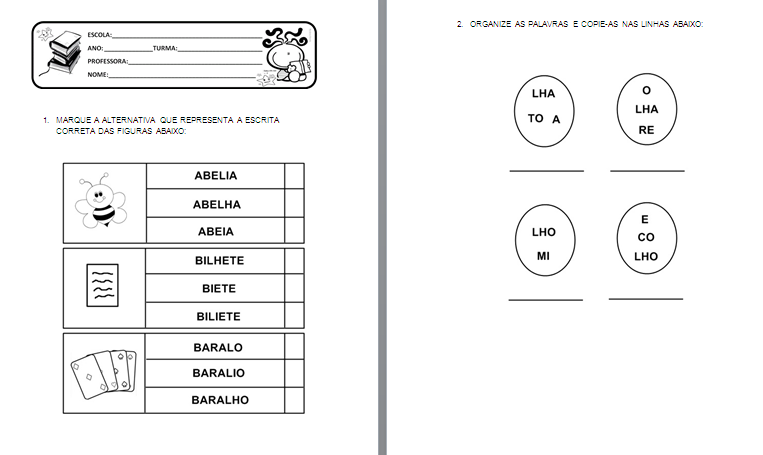 ESCOLA:
ANO: TURMA:
PROFESSORA:
NOME:
1. MARQUE A ALTERNATIVA QUE REPRESENTA A ESCRITA
CORRETA DAS FIGURAS ABAIXO:
ABELIA
ABELHA
ABEIA
BILHETE
BIETE
BILIETE
BARALO
BARALIO
BARALHO
2. ORGANIZE AS PALAVRAS E COPIE-AS NAS LINHAS ABAIXO:
LHA
TO A
O
LHA
RE
LHO
MI
E
CO
LHO